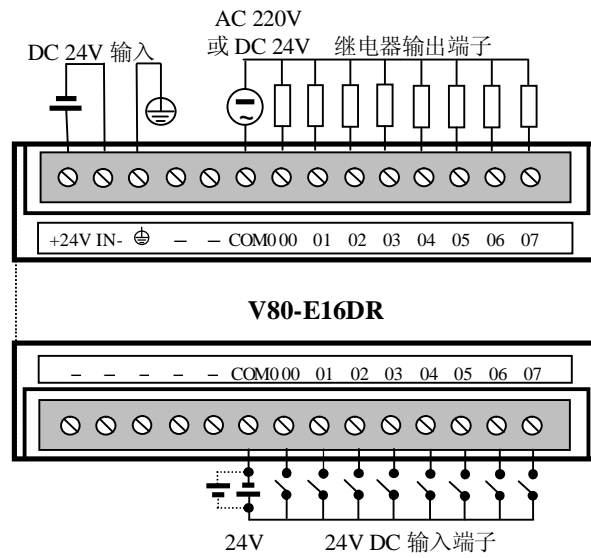 AC 220V
或 DC 24V
继电器输出端子
DC 24V 输入
+24V IN- ⏚ – – COM0 00 01 02 03 04 05 06 07
V80-E16DR
– – – – – COM0 00 01 02 03 04 05 06 07
24V
24V DC 输入端子